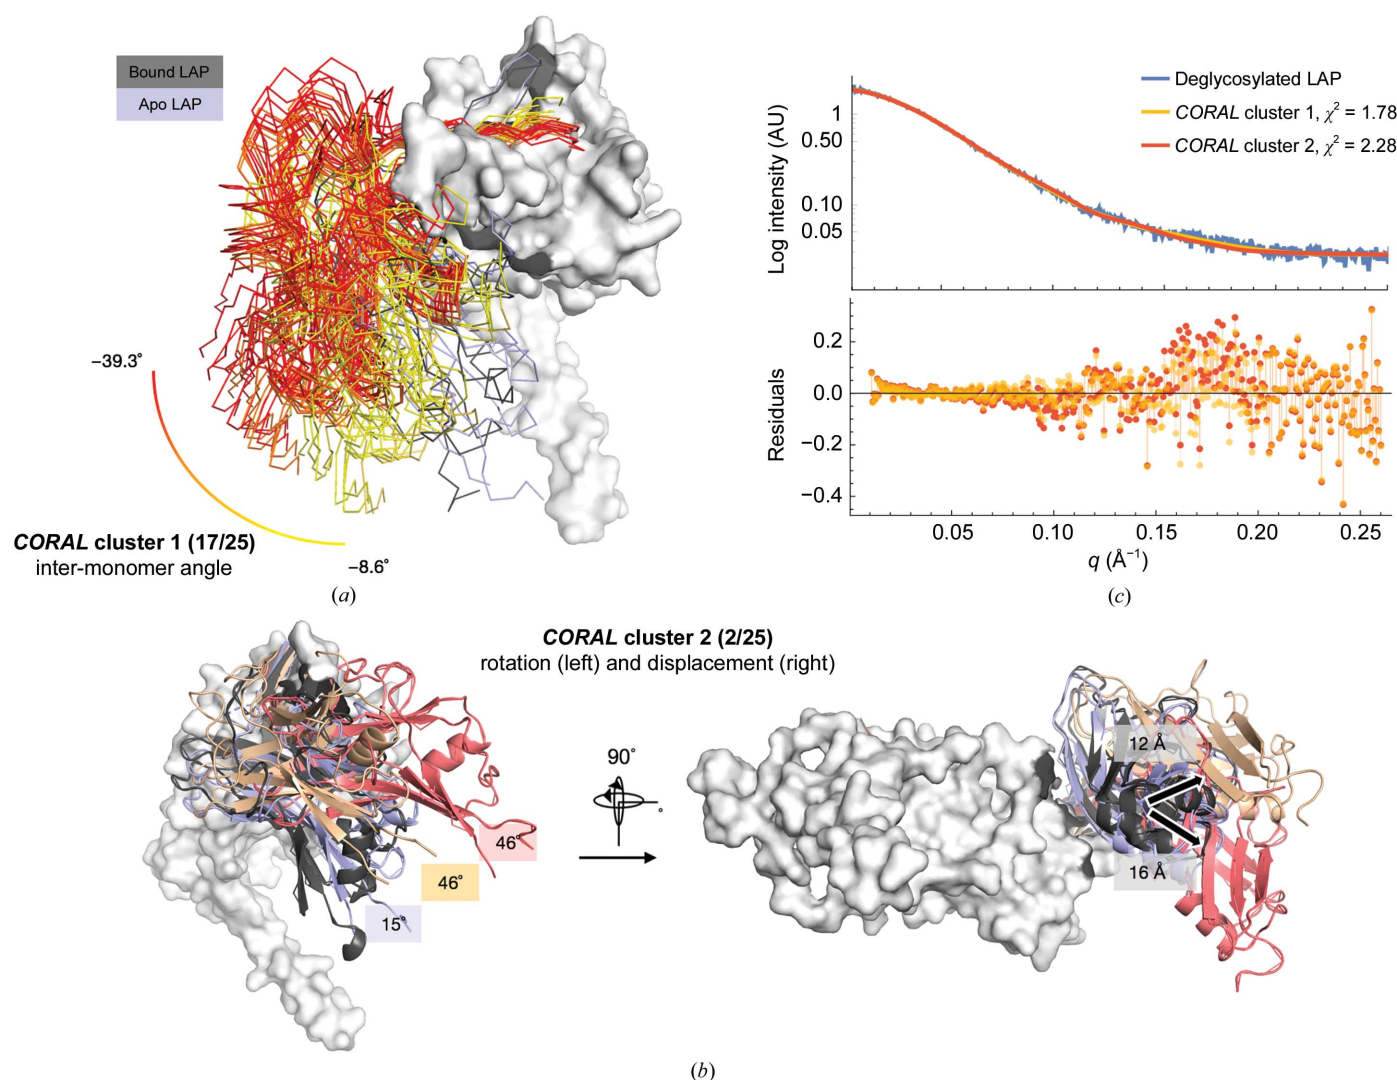 Bound LAP
Apo LAP
−39.3°
CORAL cluster 1 (17/25)
inter-monomer angle
−8.6°
(a)
Deglycosylated LAP
CORAL cluster 1, χ² = 1.78
CORAL cluster 2, χ² = 2.28
Log intensity (AU)
1
0.50
0.10
0.05
Residuals
0.2
0.0
−0.2
−0.4
0.05 0.10 0.15 0.20 0.25
q (Å⁻¹)
(c)
CORAL cluster 2 (2/25)
rotation (left) and displacement (right)
46°
46°
15°
90°
12 Å
16 Å
(b)